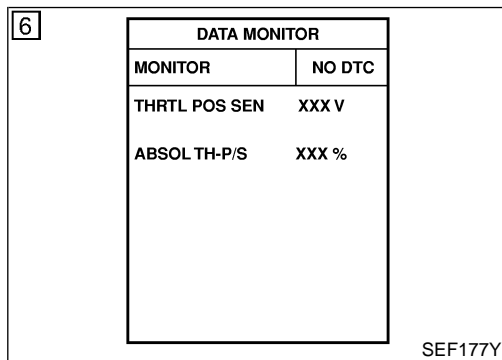 6
DATA MONITOR
MONITOR NO DTC
THRTL POS SEN XXX V
ABSOL TH-P/S XXX %
SEF177Y